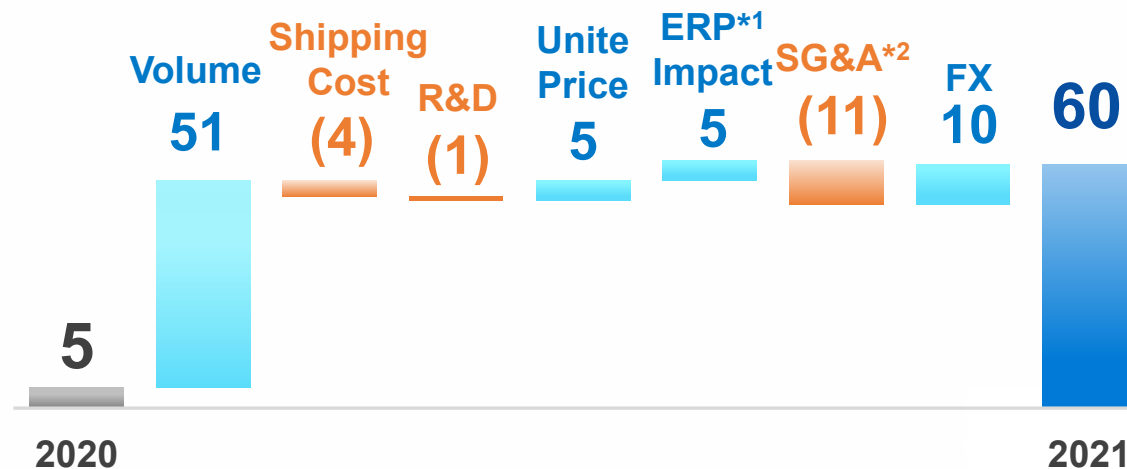 Volume
51
Shipping
Cost
(4)
R&D
(1)
Unite
Price
5
ERP*1
Impact
5
SG&A*2
(11)
FX
10
60
5
2020
2021